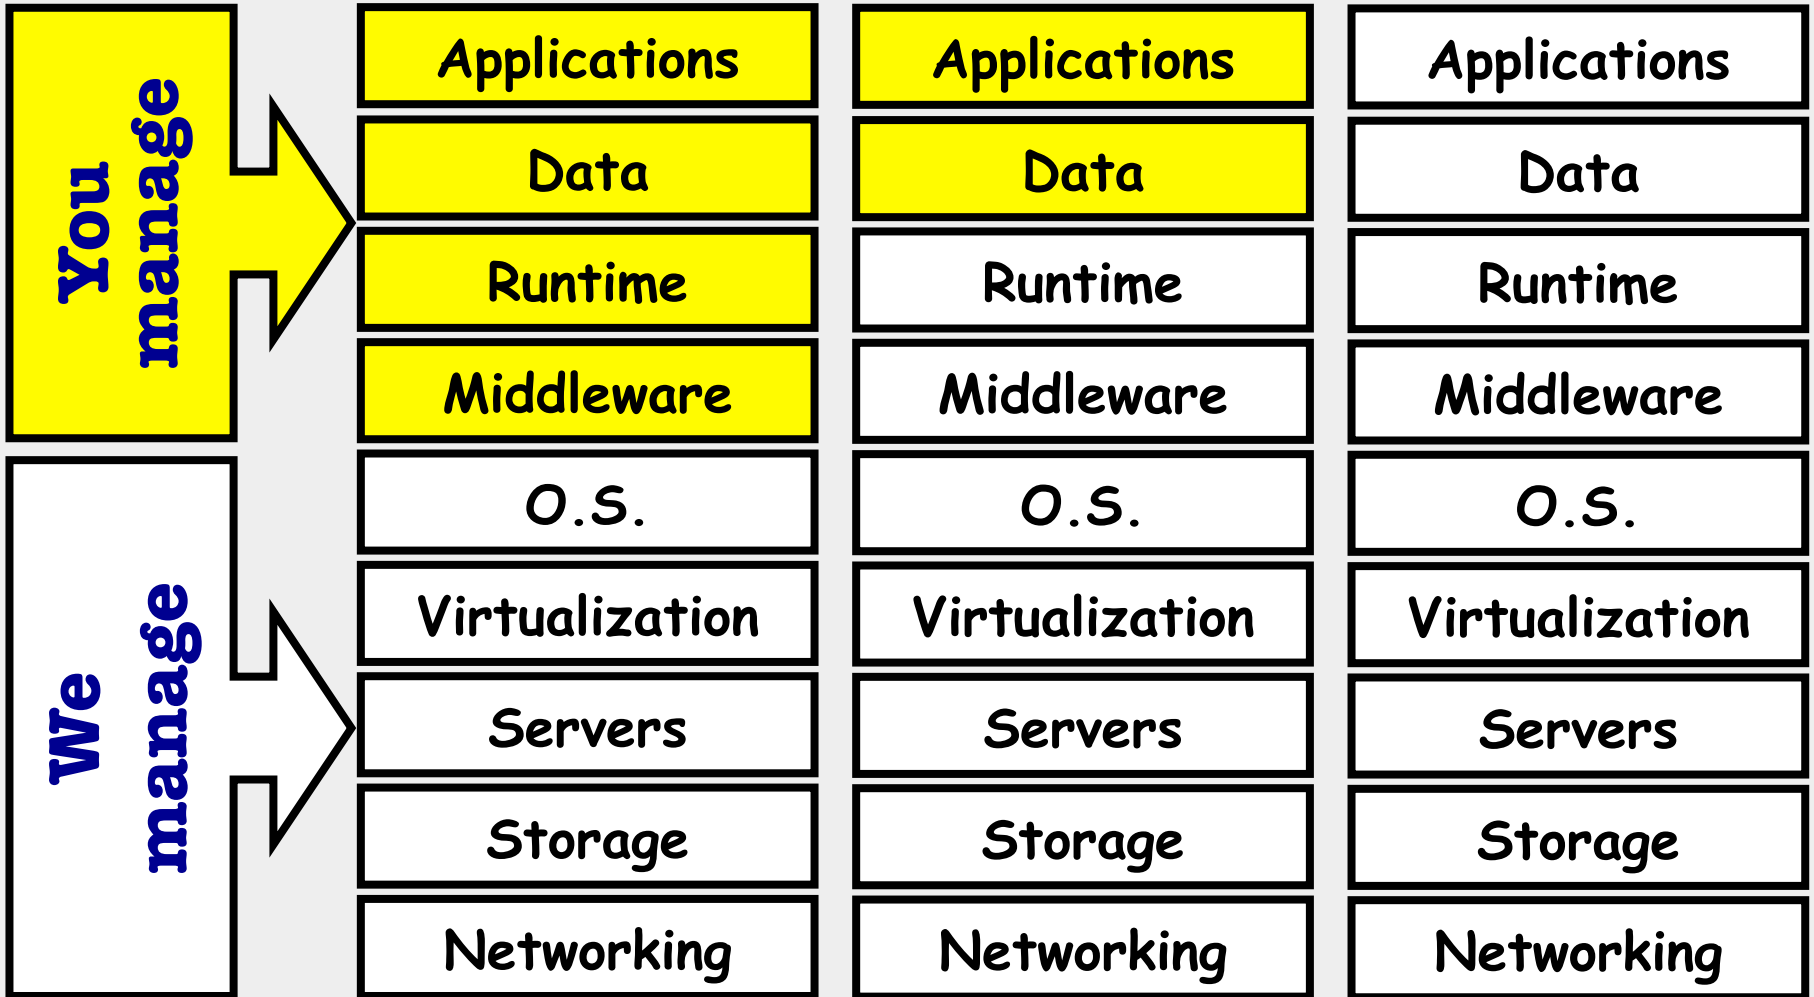 You
manage
We
manage
Applications
Data
Runtime
Middleware
O.S.
Virtualization
Servers
Storage
Networking
Applications
Data
Runtime
Middleware
O.S.
Virtualization
Servers
Storage
Networking
Applications
Data
Runtime
Middleware
O.S.
Virtualization
Servers
Storage
Networking